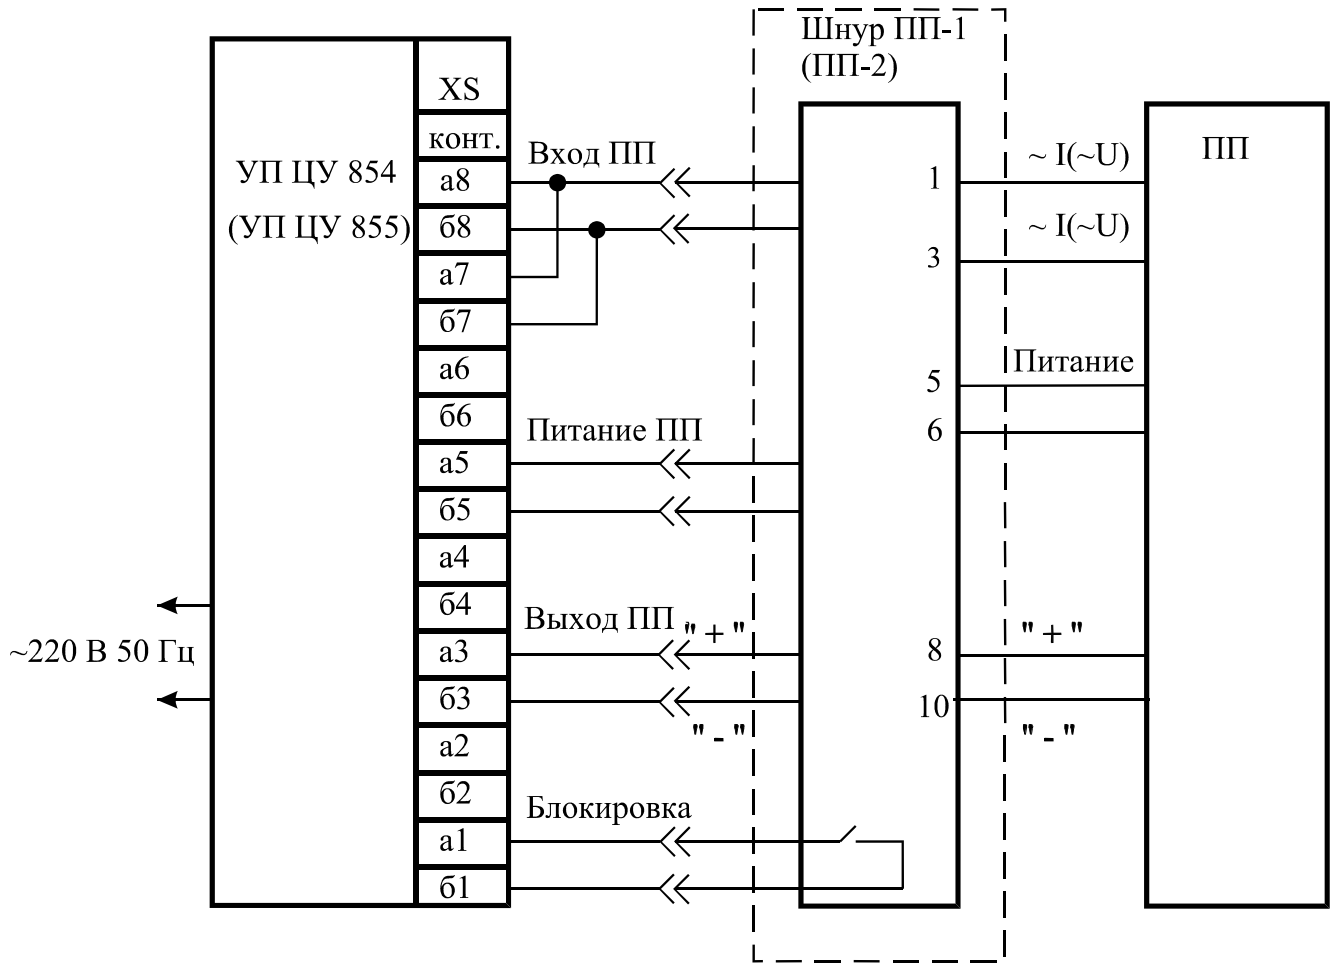 Шнур ПП-1
(ПП-2)
XS
конт.
УП ЦУ 854
(УП ЦУ 855)
а8
б8
а7
б7
а6
б6
а5
б5
а4
б4
а3
б3
а2
б2
а1
б1
~220 В 50 Гц
Вход ПП
Питание ПП
Выход ПП
"+"
"-"
Блокировка
1
3
5
6
8
10
~ I(~U)
~ I(~U)
Питание
"+"
"-"
ПП